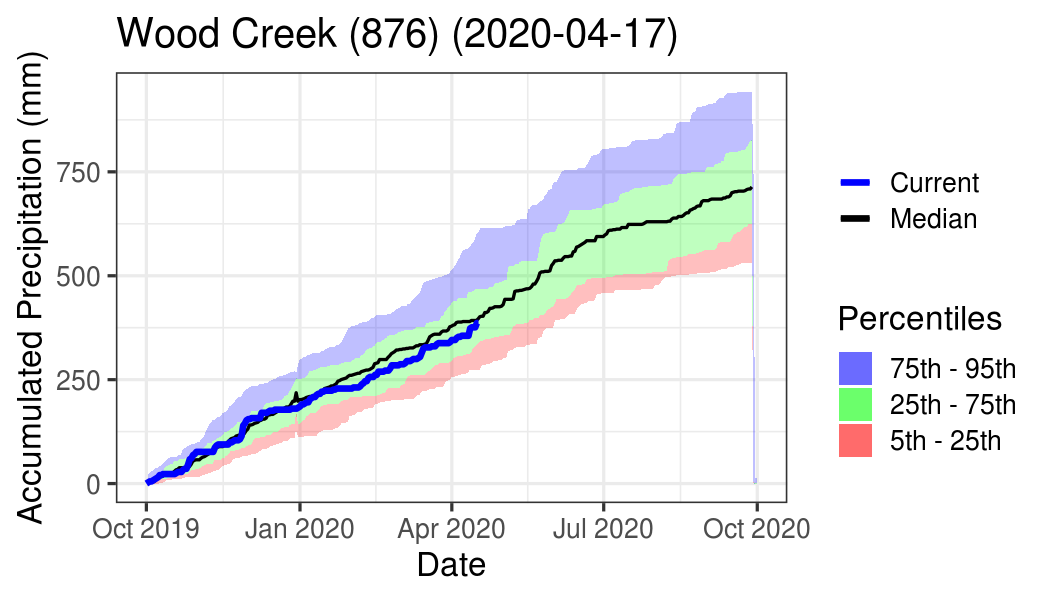 Wood Creek (876) (2020-04-17)
Accumulated Precipitation (mm)
750
500
250
0
Oct 2019
Jan 2020
Apr 2020
Jul 2020
Oct 2020
Date
Current
Median
Percentiles
75th - 95th
25th - 75th
5th - 25th